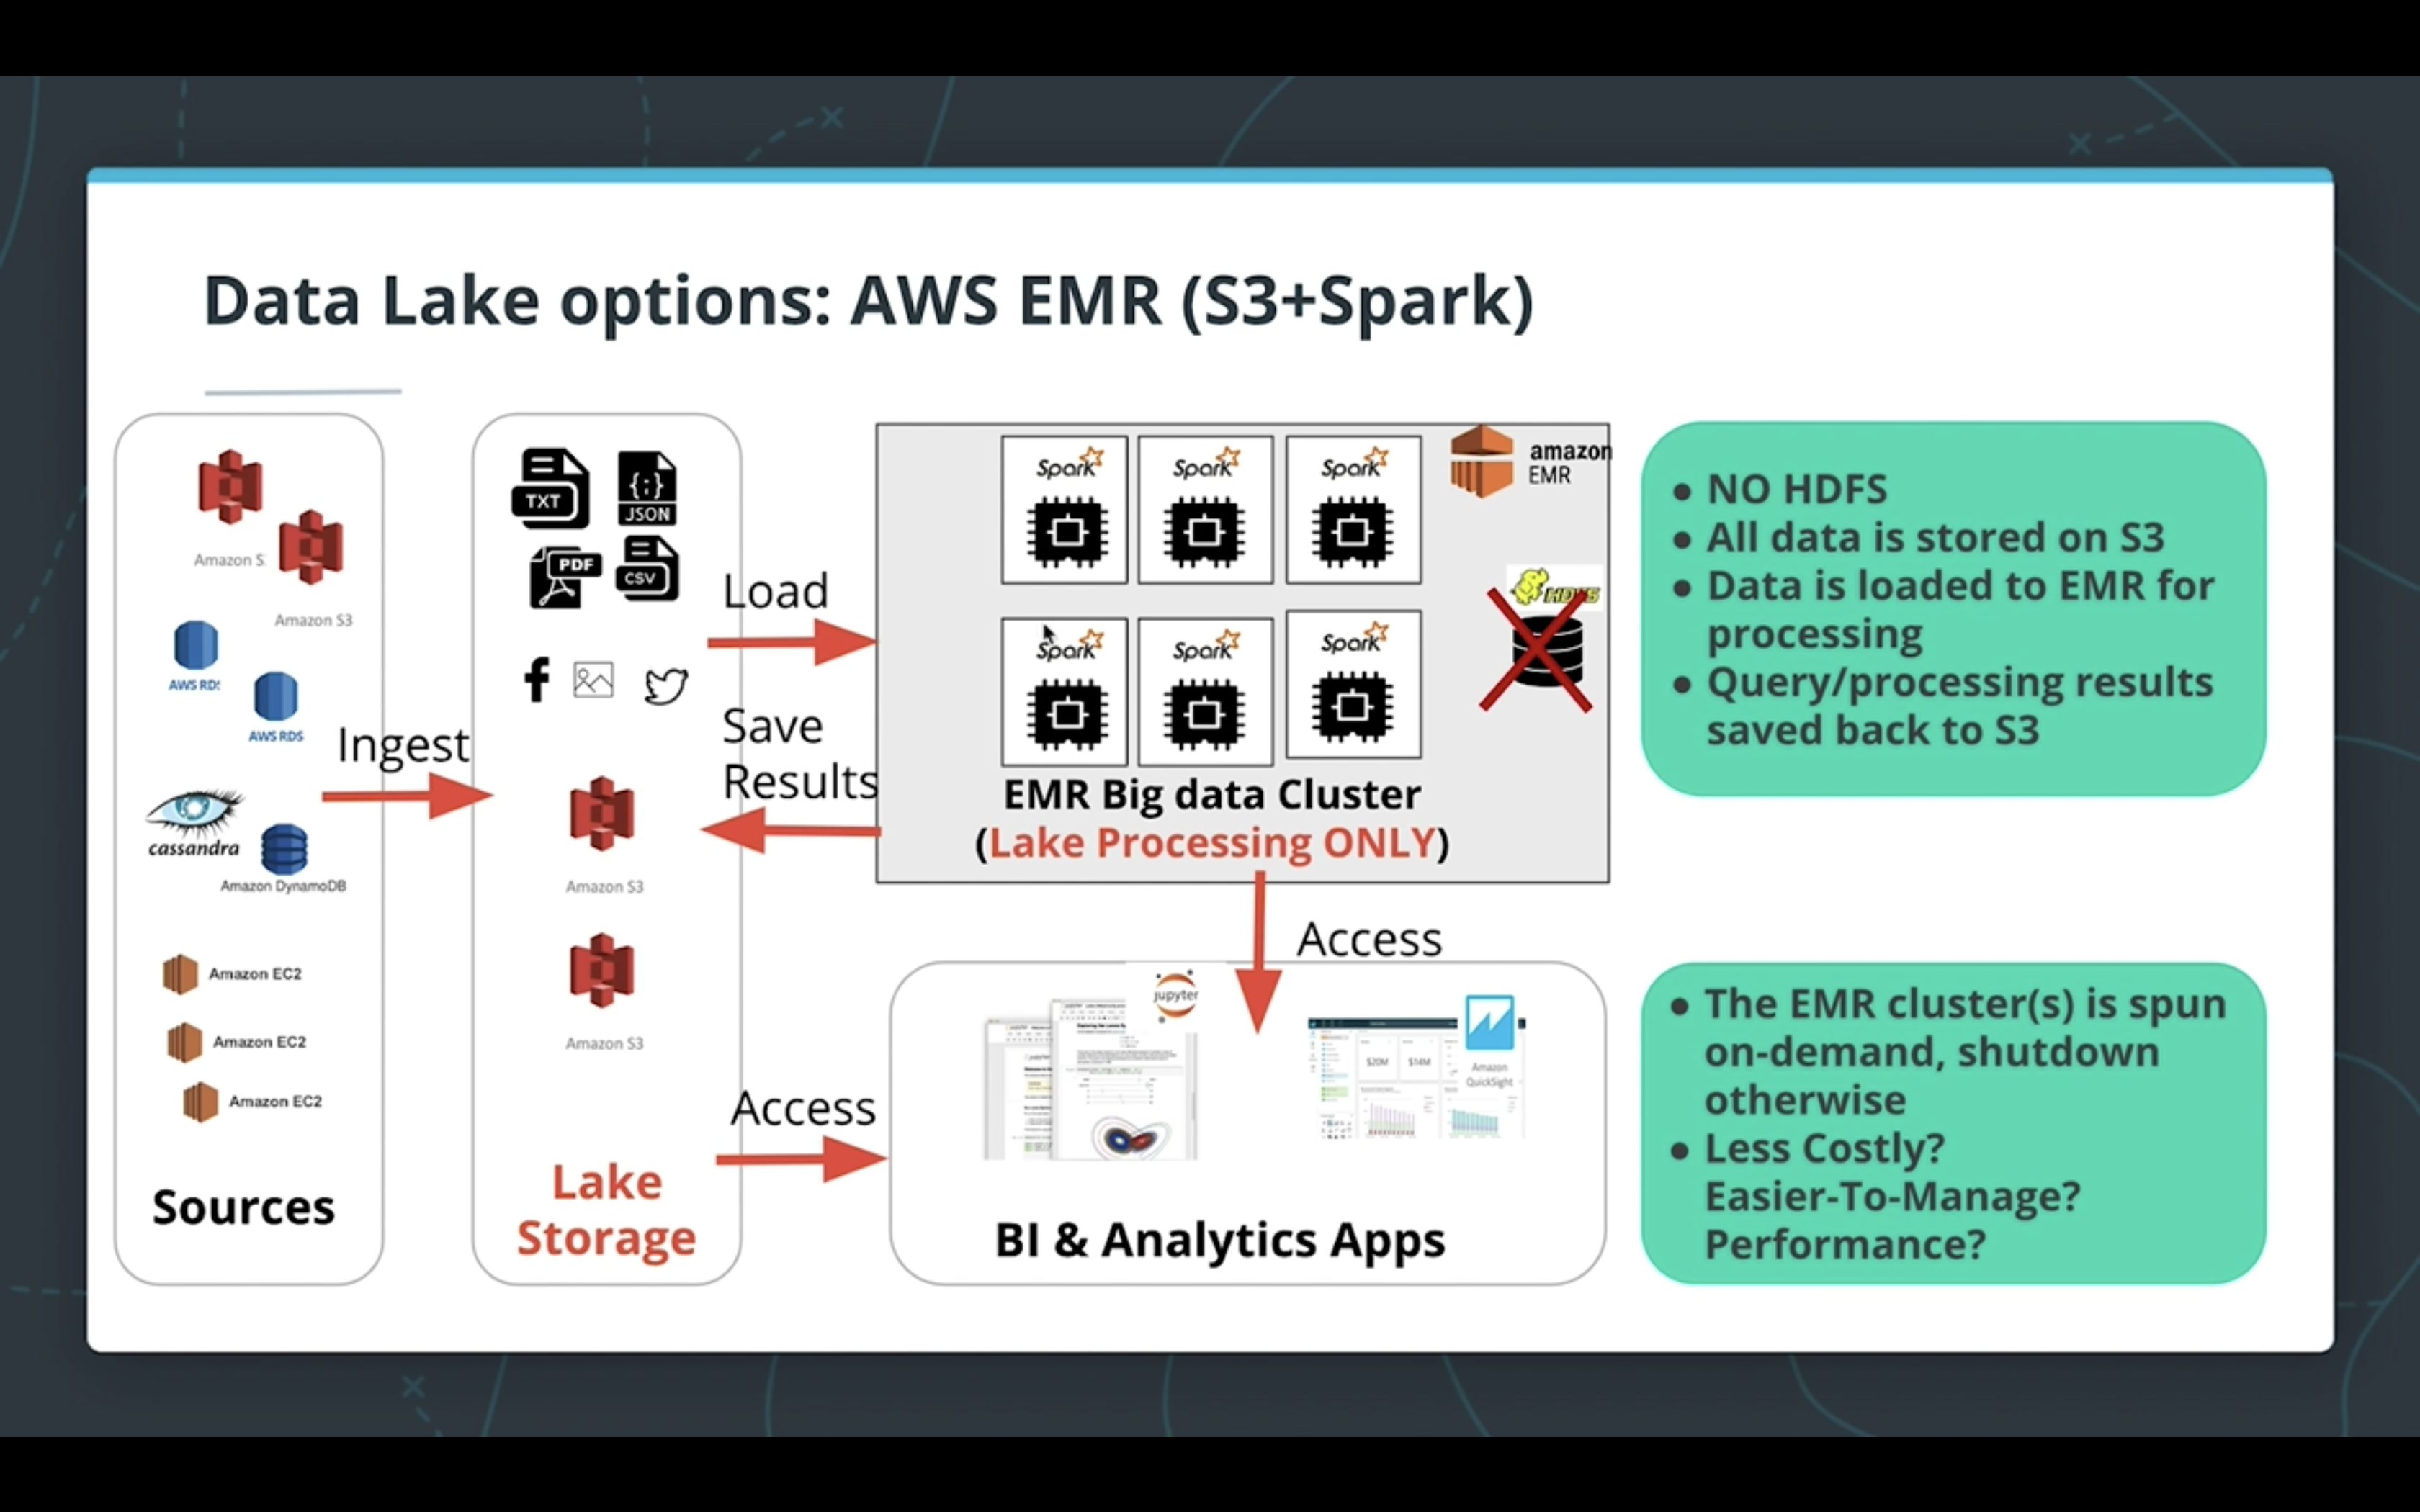 Data Lake options: AWS EMR (S3+Spark)
Amazon S
Amazon S3
AWS RDS
AWS RDS
cassandra
Amazon DynamoDB
Amazon EC2
Amazon EC2
Amazon EC2
Sources
Ingest
TXT
{;}
JSON
PDF
CSV
Amazon S3
Amazon S3
Lake
Storage
Load
Save
Results
Access
Spark
Spark
Spark
Spark
Spark
Spark
amazon
EMR
HDFS
EMR Big data Cluster
(Lake Processing ONLY)
Access
jupyter
$20M
$14M
Amazon
QuickSight
BI & Analytics Apps
● NO HDFS
● All data is stored on S3
● Data is loaded to EMR for
processing
● Query/processing results
saved back to S3
● The EMR cluster(s) is spun
on-demand, shutdown
otherwise
● Less Costly?
Easier-To-Manage?
Performance?